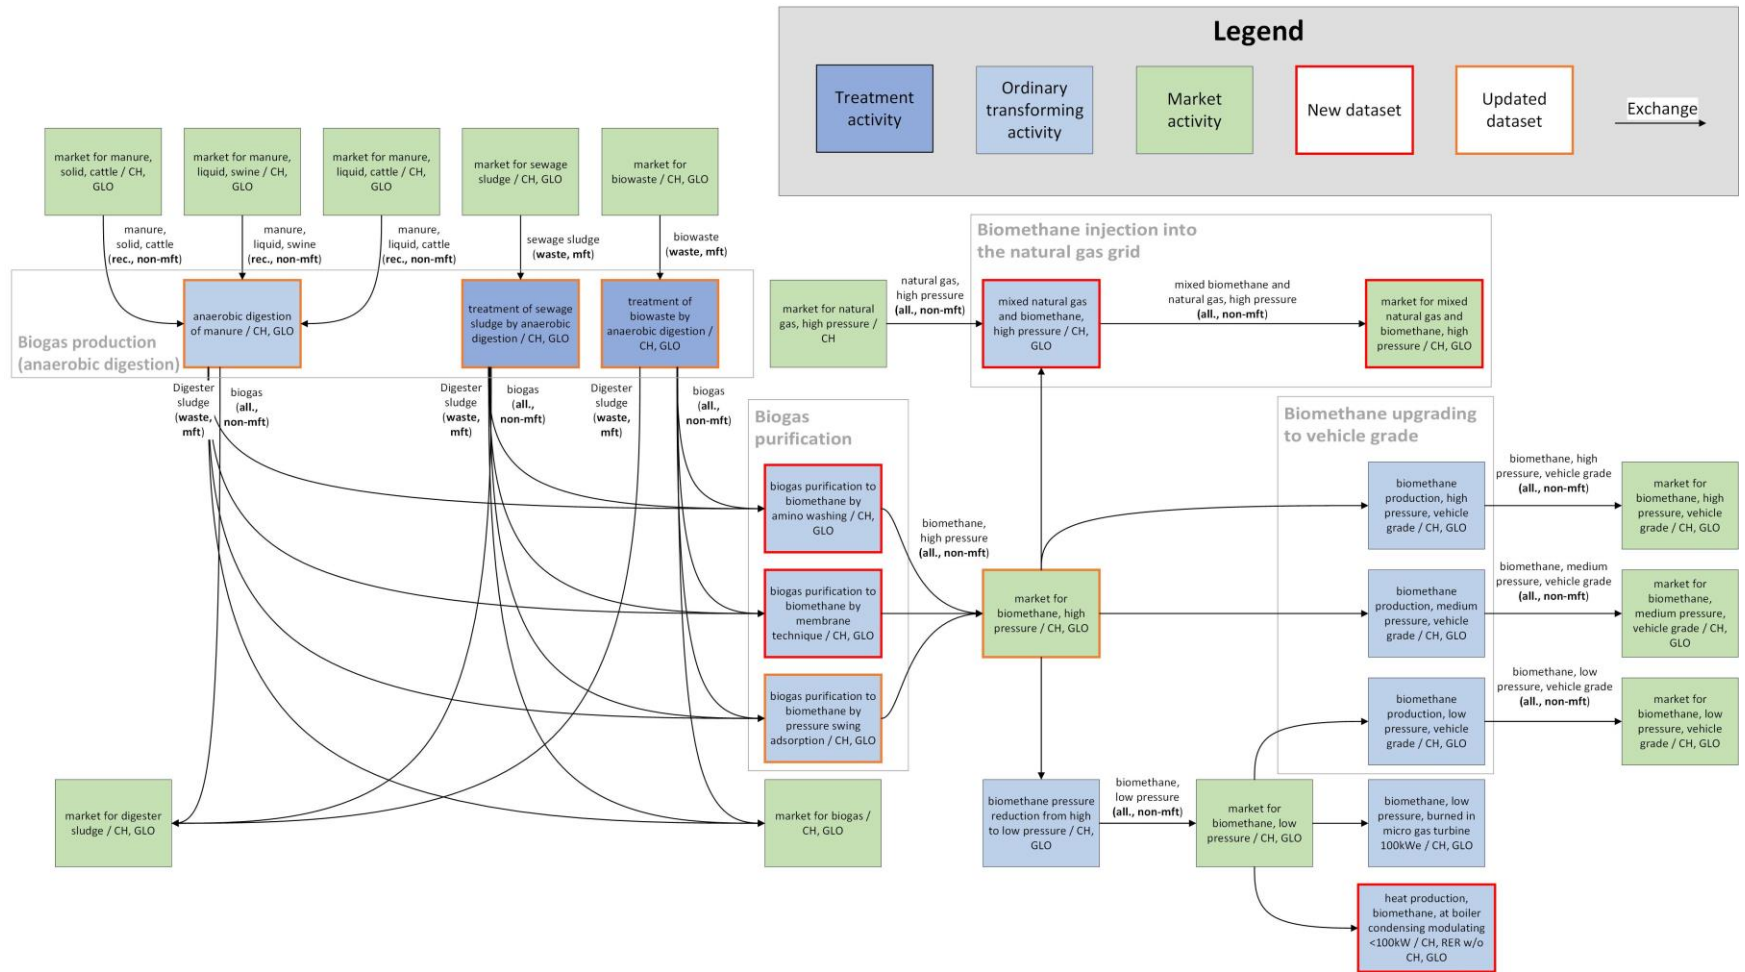 Legend
Treatment
activity
Ordinary
transforming
activity
Market
activity
New dataset
Updated
dataset
Exchange
market for manure,
solid, cattle / CH,
GLO
market for manure,
liquid, swine / CH,
GLO
market for manure,
liquid, cattle / CH,
GLO
market for sewage
sludge / CH, GLO
market for
biowaste / CH, GLO
manure,
solid, cattle
(rec., non-mft)
manure,
liquid, swine
(rec., non-mft)
manure,
liquid, cattle
(rec., non-mft)
sewage sludge
(waste, mft)
biowaste
(waste, mft)
Biogas production
(anaerobic digestion)
anaerobic digestion
of manure / CH, GLO
treatment of sewage
sludge by anaerobic
digestion / CH, GLO
treatment of
biowaste by
anaerobic digestion /
CH, GLO
Biomethane injection into
the natural gas grid
market for natural
gas, high pressure /
CH
natural gas,
high pressure
(all., non-mft)
mixed natural gas
and biomethane,
high pressure / CH,
GLO
mixed biomethane and
natural gas, high pressure
(all., non-mft)
market for mixed
natural gas and
biomethane, high
pressure / CH, GLO
Digester
sludge
(waste,
mft)
biogas
(all.,
non-mft)
Digester
sludge
(waste,
mft)
biogas
(all.,
non-mft)
Digester
sludge
(waste,
mft)
biogas
(all.,
non-mft)
Biogas
purification
biogas purification to
biomethane by
amino washing / CH,
GLO
biogas purification to
biomethane by
membrane
technique / CH, GLO
biogas purification to
biomethane by
pressure swing
adsorption / CH, GLO
biomethane,
high pressure
(all., non-mft)
market for
biomethane, high
pressure / CH, GLO
Biomethane upgrading
to vehicle grade
biomethane
production, high
pressure, vehicle
grade / CH, GLO
biomethane, high
pressure, vehicle grade
(all., non-mft)
market for
biomethane, high
pressure, vehicle
grade / CH, GLO
biomethane
production, medium
pressure, vehicle
grade / CH, GLO
biomethane, medium
pressure, vehicle grade
(all., non-mft)
market for
biomethane,
medium pressure,
vehicle grade / CH,
GLO
biomethane
production, low
pressure, vehicle
grade / CH, GLO
biomethane, low
pressure, vehicle grade
(all., non-mft)
market for
biomethane, low
pressure, vehicle
grade / CH, GLO
market for digester
sludge / CH, GLO
market for biogas /
CH, GLO
biomethane pressure
reduction from high
to low pressure / CH,
GLO
biomethane,
low pressure
(all., non-mft)
market for
biomethane, low
pressure / CH, GLO
biomethane, low
pressure, burned in
micro gas turbine
100kWe / CH, GLO
heat production,
biomethane, at boiler
condensing modulating
<100kW / CH, RER w/o
CH, GLO